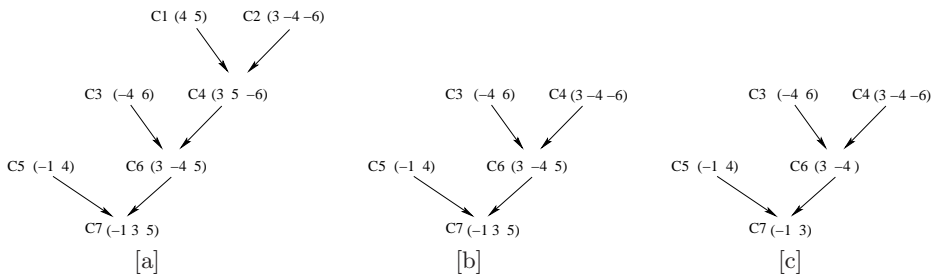 C1 (4 5) C2 (3 –4 –6)
C3 (–4 6) C4 (3 5 –6) C3 (–4 6) C4 (3 –4 –6) C3 (–4 6) C4 (3 –4 –6)
C5 (–1 4) C6 (3 –4 5) C5 (–1 4) C6 (3 –4 5) C5 (–1 4) C6 (3 –4 )
C7 (–1 3 5) C7 (–1 3 5) C7 (–1 3)
[a] [b] [c]